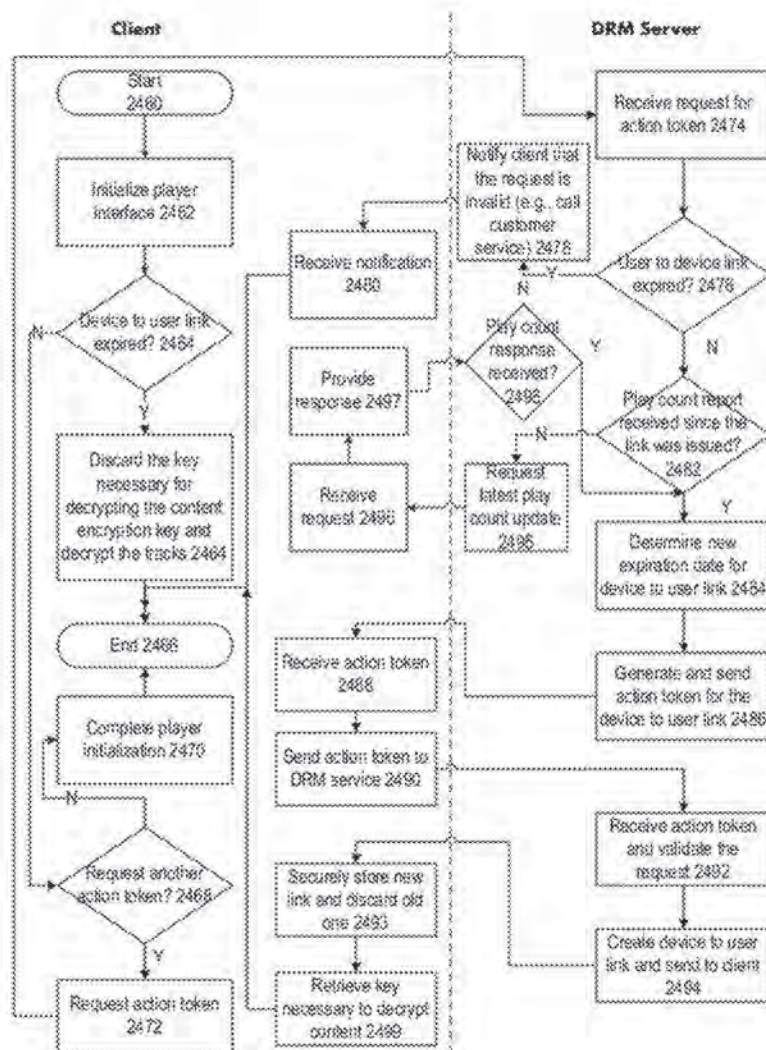 Client
Start
2460
Initialize player
interface 2462
Device to user link
expired? 2464
N
Y
Discard the key
necessary for
decrypting the content
encryption key and
decrypt the tracks 2464
End 2466
Complete player
initialization 2470
N
Request another
action token? 2468
Y
Request action token
2472
Receive notification
2480
Provide
response 2497
Receive
request 2496
Receive action token
2488
Send action token to
DRM service 2490
Securely store new
link and discard old
one 2493
Retrieve key
necessary to decrypt
content 2499
DRM Server
Receive request for
action token 2474
Notify client that
the request is
invalid (e.g., call
customer
service) 2478
User to device link
expired? 2476
Y
N
N
Play count
response
received?
2498
Y
Play count report
received since the
link was issued?
2482
N
Y
Request
latest play
count update
2495
Determine new
expiration date for
device to user link 2484
Generate and send
action token for the
device to user link 2486
Receive action token
and validate the
request 2492
Create device to user
link and send to client
2494